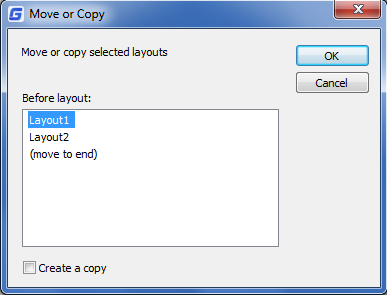 G Move or Copy
Move or copy selected layouts
OK
Cancel
Before layout:
Layout1
Layout2
(move to end)
Create a copy